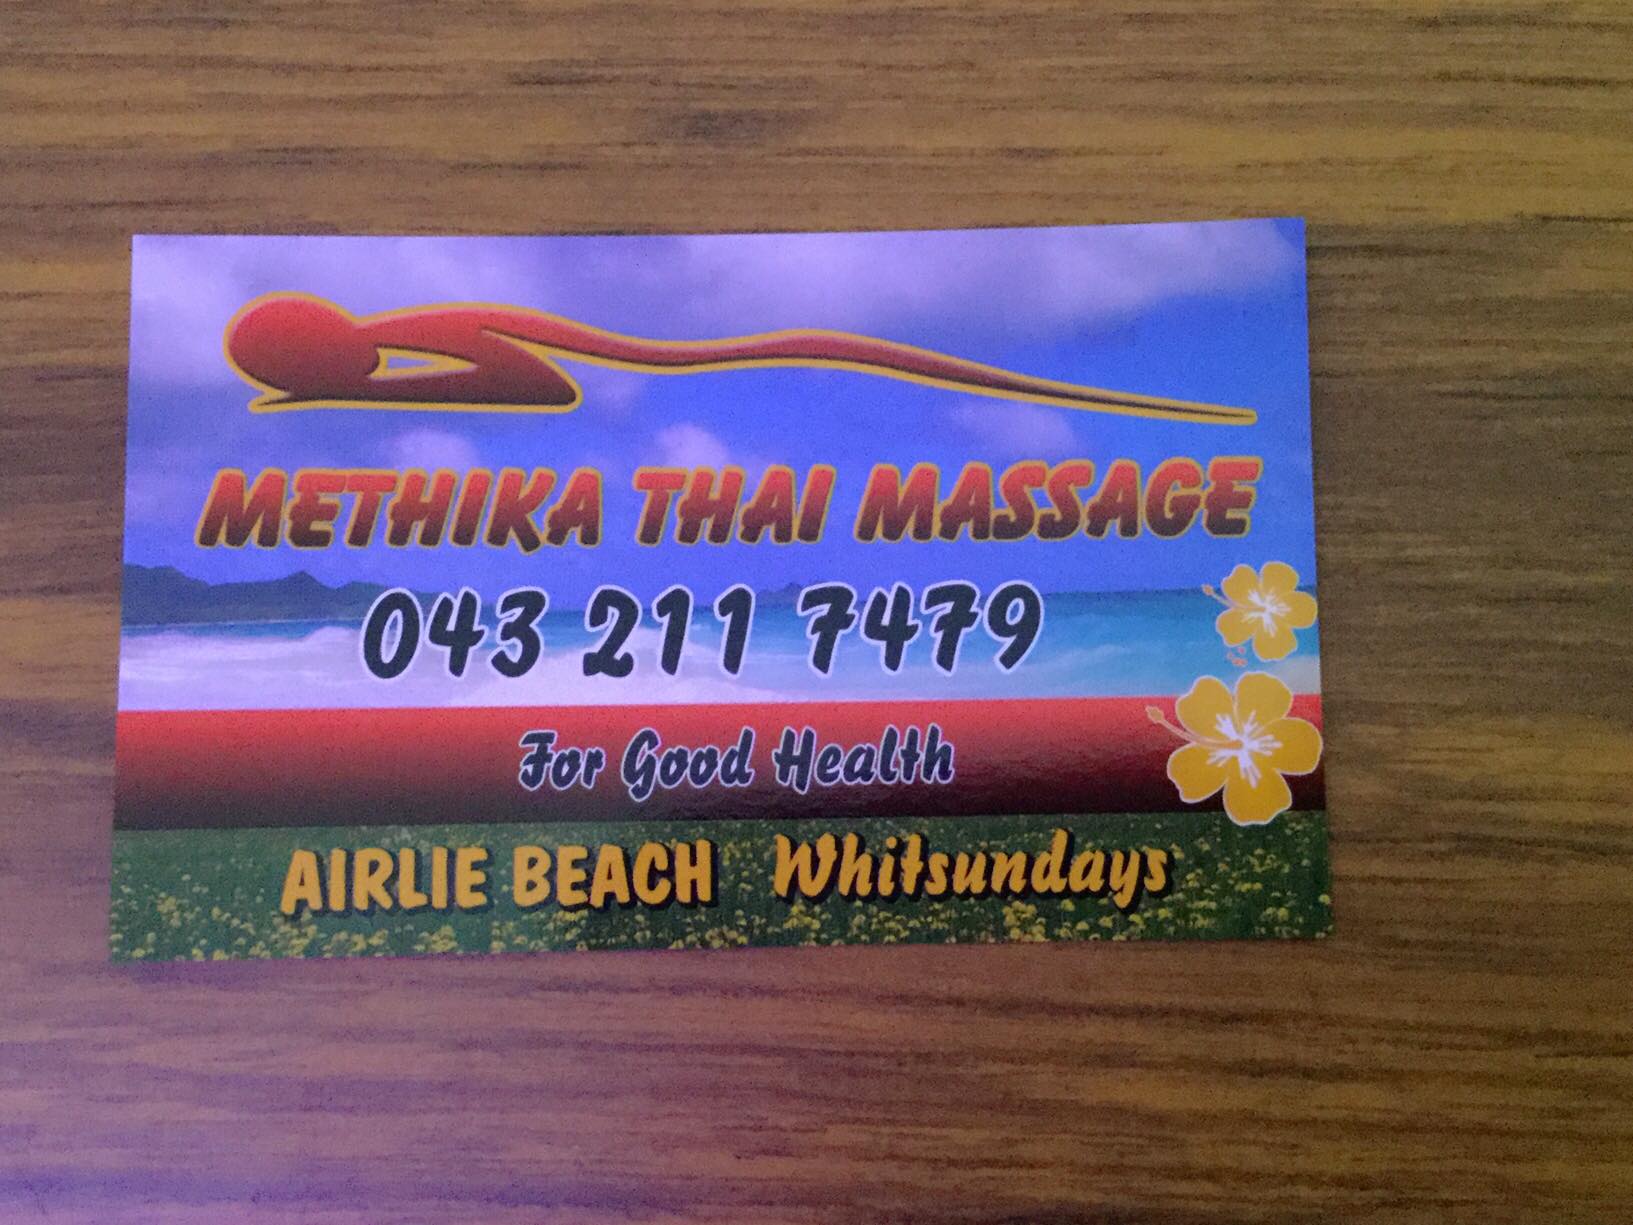 METHIKA THAI MASSAGE
043 211 7479
For Good Health
AIRLIE BEACH Whitsundays